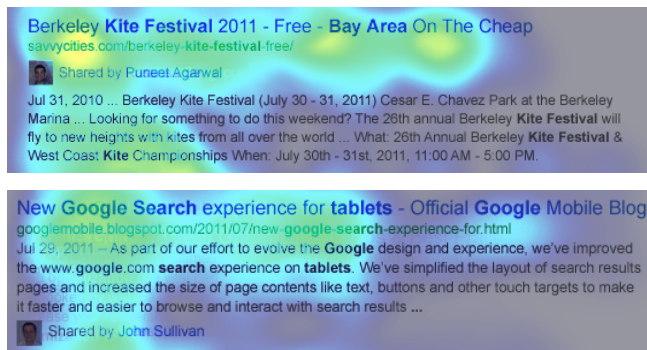 Berkeley Kite Festival 2011 - Free - Bay Area On The Cheap
savvycities.com/berkeley-kite-festival-free/
Shared by Puneet Agarwal
Jul 31, 2010 ... Berkeley Kite Festival (July 30 - 31, 2011) Cesar E. Chavez Park at the Berkeley
Marina ... Looking for something to do this weekend? The 26th annual Berkeley Kite Festival will
fly to new heights with kites from all over the world ... What: 26th Annual Berkeley Kite Festival &
West Coast Kite Championships When: July 30th - 31st, 2011, 11:00 AM - 5:00 PM.
New Google Search experience for tablets - Official Google Mobile Blog
googlemobile.blogspot.com/2011/07/new-google-search-experience-for.html
Jul 29, 2011 – As part of our effort to evolve the Google design and experience, we've improved
the www.google.com search experience on tablets. We've simplified the layout of search results
pages and increased the size of page contents like text, buttons and other touch targets to make
it faster and easier to browse and interact with search results ...
Shared by John Sullivan